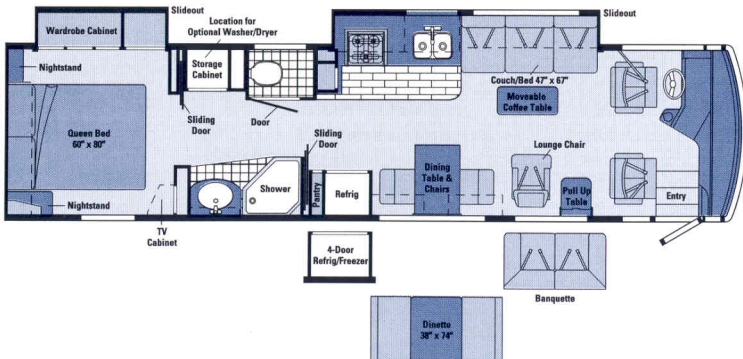 Slideout
Slideout
Location for
Optional Washer/Dryer
Wardrobe Cabinet
Nightstand
Storage
Cabinet
Couch/Bed 47" x 67"
Moveable
Coffee Table
Sliding
Door
Door
Queen Bed
60" x 80"
Sliding
Door
Lounge Chair
Dining
Table &
Chairs
Shower
Pantry
Refrig
Pull Up
Table
Entry
Nightstand
TV
Cabinet
4-Door
Refrig/Freezer
Banquette
Dinette
38" x 74"